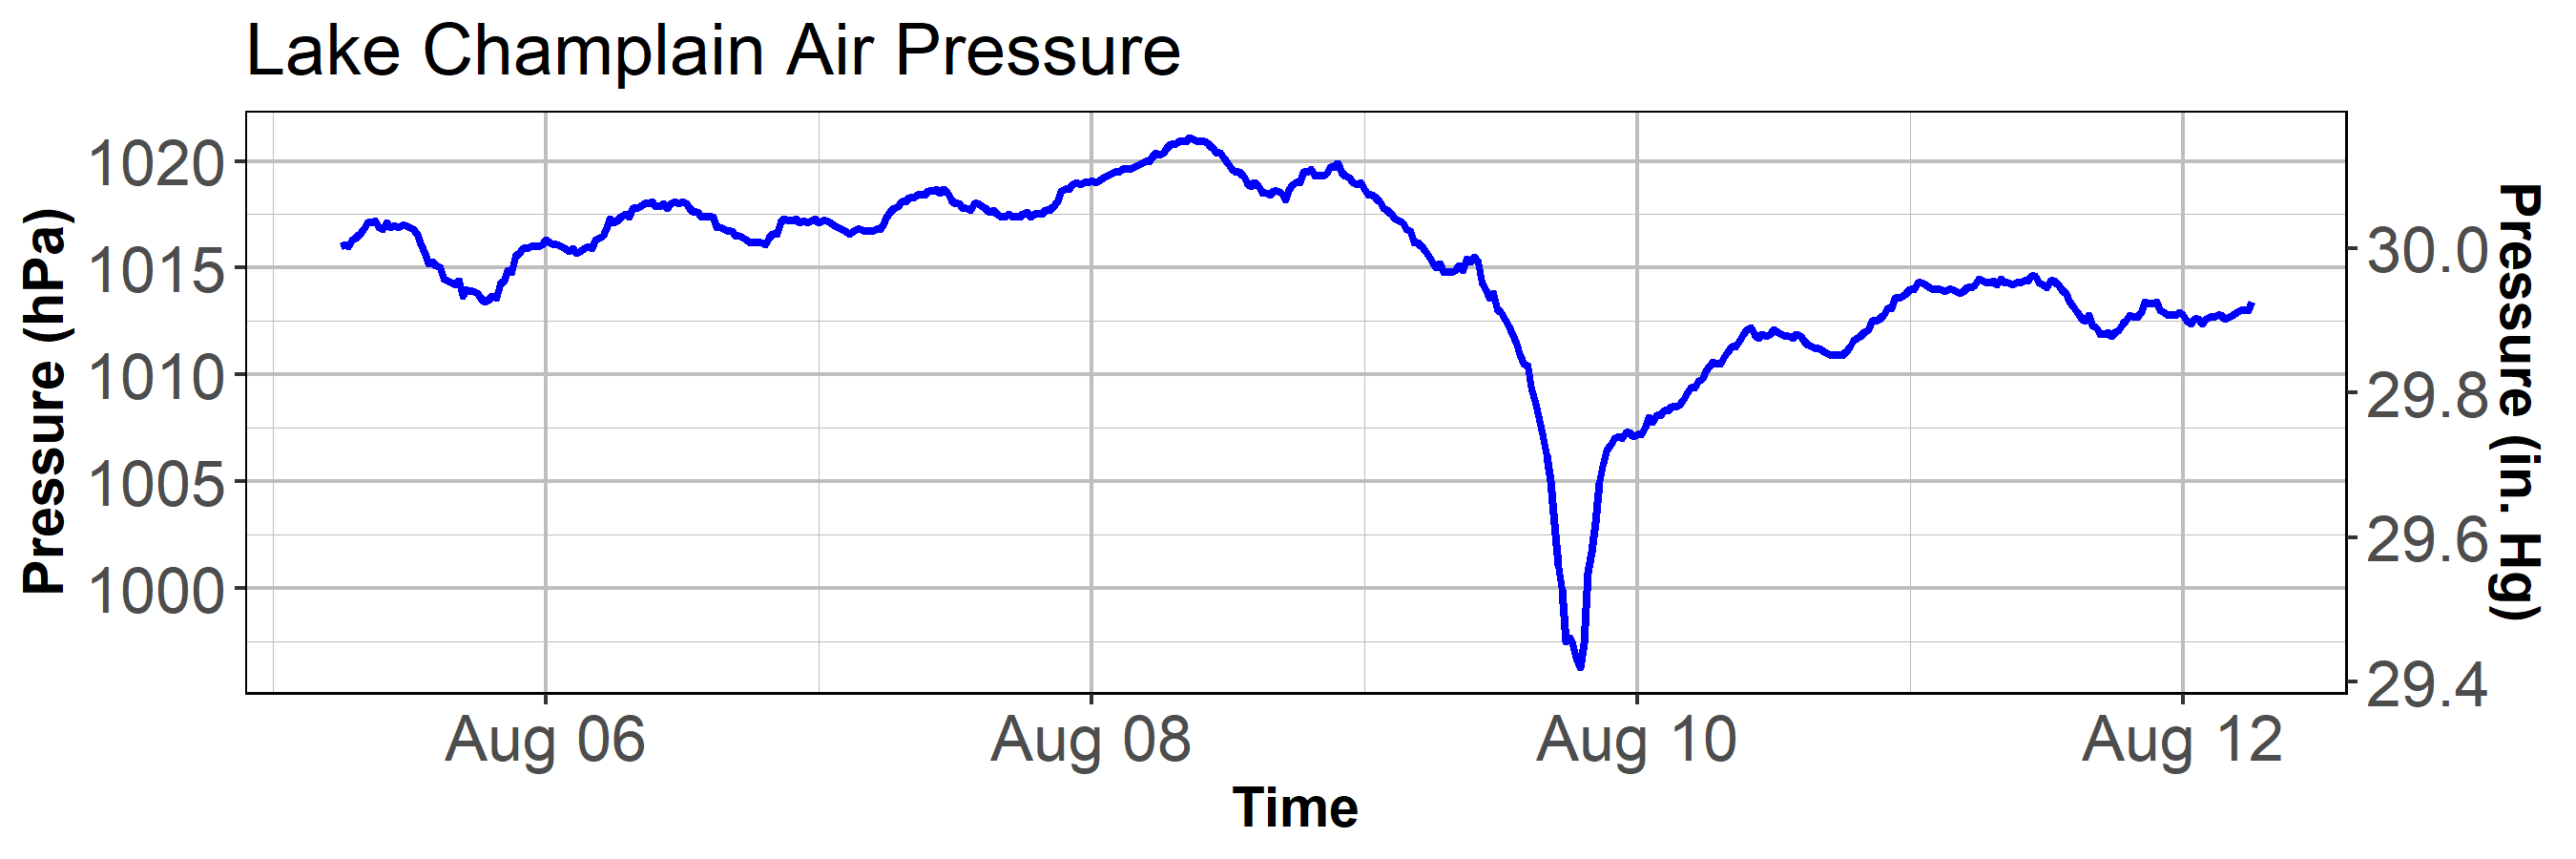 Lake Champlain Air Pressure
Pressure (hPa)
1020
1015
1010
1005
1000
30.0
29.8
29.6
29.4
Pressure (in. Hg)
Aug 06
Aug 08
Aug 10
Aug 12
Time